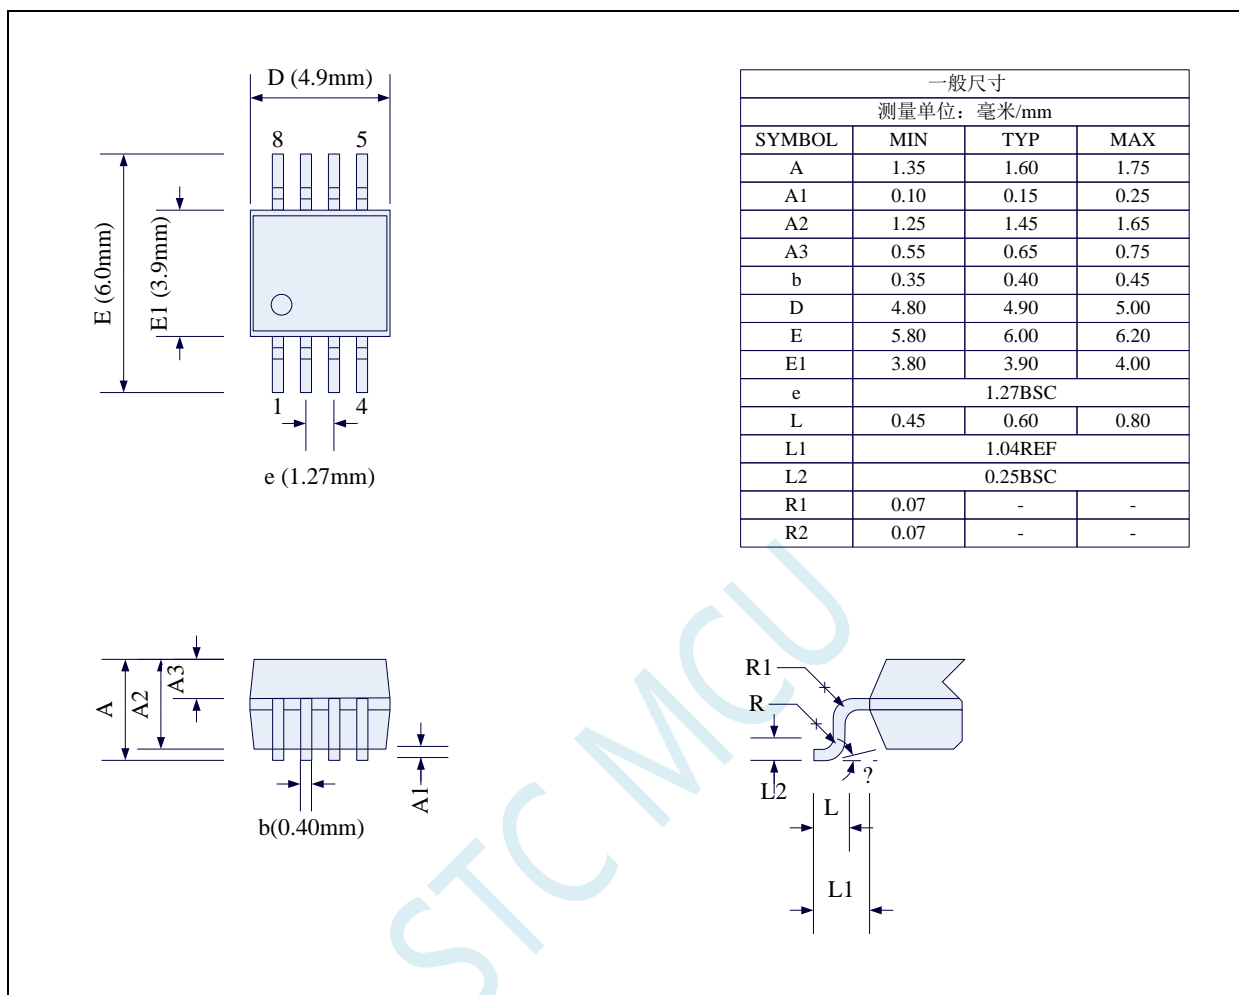 D (4.9mm)
8 5
E (6.0mm)
E1 (3.9mm)
1 4
e (1.27mm)
一般尺寸
测量单位：毫米/mm
SYMBOL MIN TYP MAX
A 1.35 1.60 1.75
A1 0.10 0.15 0.25
A2 1.25 1.45 1.65
A3 0.55 0.65 0.75
b 0.35 0.40 0.45
D 4.80 4.90 5.00
E 5.80 6.00 6.20
E1 3.80 3.90 4.00
e 1.27BSC
L 0.45 0.60 0.80
L1 1.04REF
L2 0.25BSC
R1 0.07 - -
R2 0.07 - -
A
A2
A3
A1
b(0.40mm)
R1
R
L2
L
?
L1
STC MCU